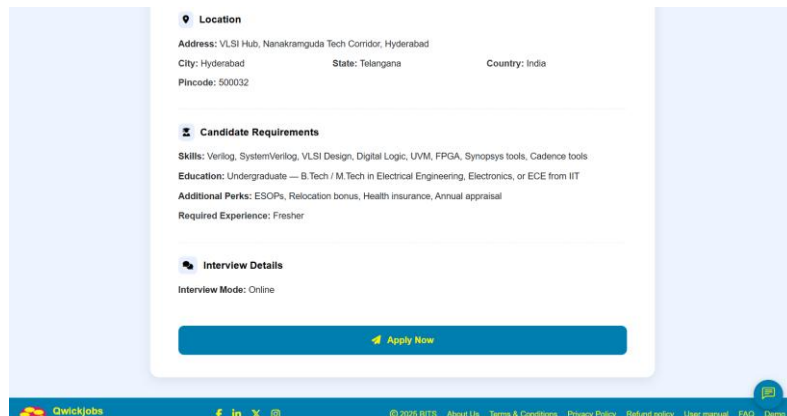 Location
Address: VLSI Hub, Nanakramguda Tech Corridor, Hyderabad
City: Hyderabad State: Telangana Country: India
Pincode: 500032
Candidate Requirements
Skills: Verilog, SystemVerilog, VLSI Design, Digital Logic, UVM, FPGA, Synopsys tools, Cadence tools
Education: Undergraduate — B.Tech / M.Tech in Electrical Engineering, Electronics, or ECE from IIT
Additional Perks: ESOPs, Relocation bonus, Health insurance, Annual appraisal
Required Experience: Fresher
Interview Details
Interview Mode: Online
Apply Now
Qwickjobs © 2025 BITS About Us Terms & Conditions Privacy Policy Refund policy User manual FAQ Demo